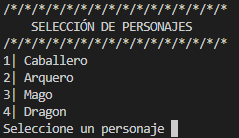 /*/*/*/*/*/*/*/*/*/*/*/*/*/*/*/*
SELECCIÓN DE PERSONAJES
/*/*/*/*/*/*/*/*/*/*/*/*/*/*/*/*
1| Caballero
2| Arquero
3| Mago
4| Dragon
Seleccione un personaje